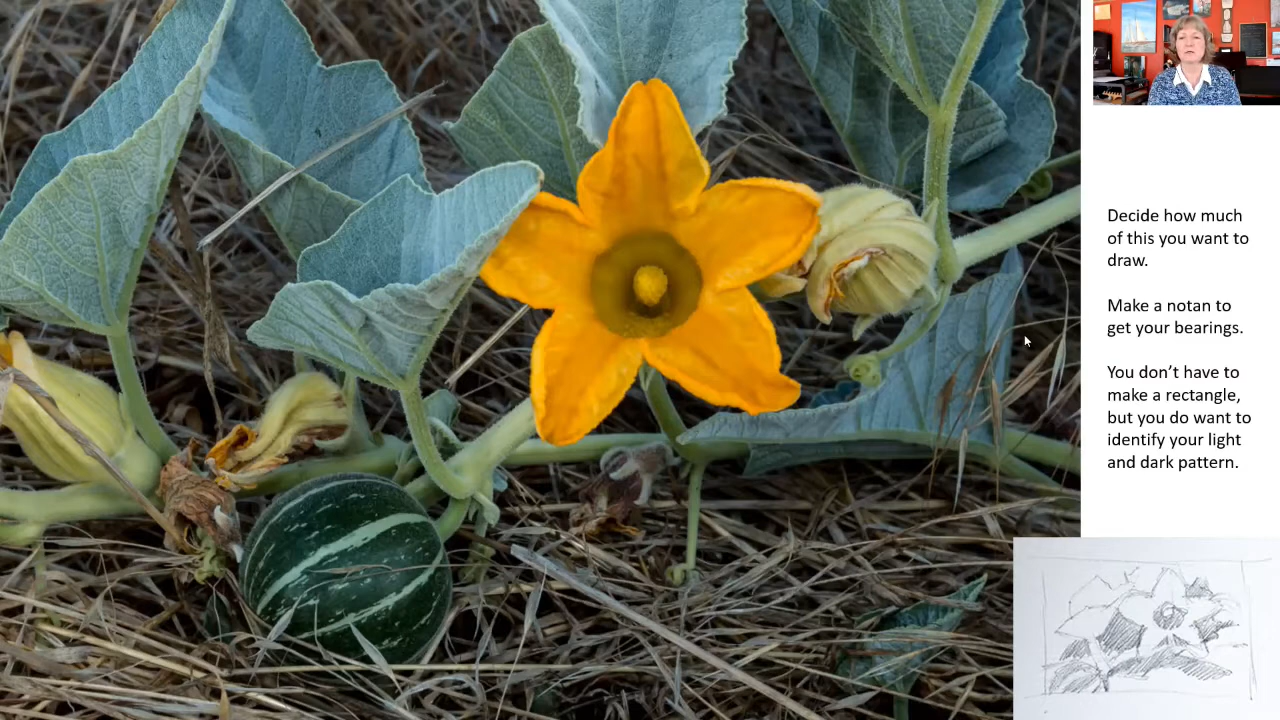 Decide how much
of this you want to
draw.
Make a notan to
get your bearings.
You don’t have to
make a rectangle,
but you do want to
identify your light
and dark pattern.